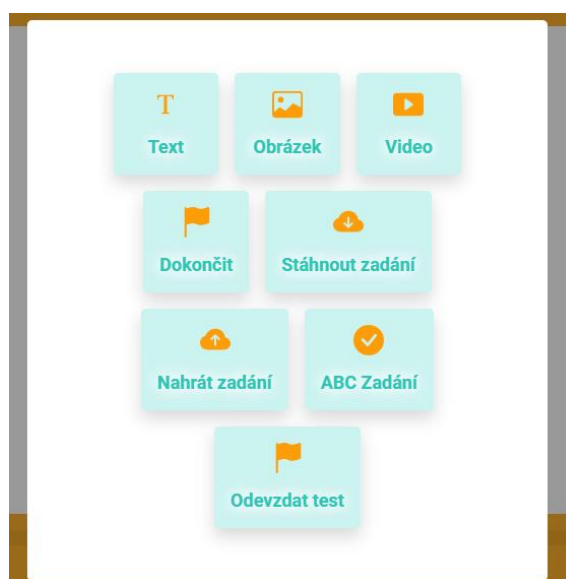 Text
Obrázek
Video
Dokončit
Stáhnout zadání
Nahrát zadání
ABC Zadání
Odevzdat test